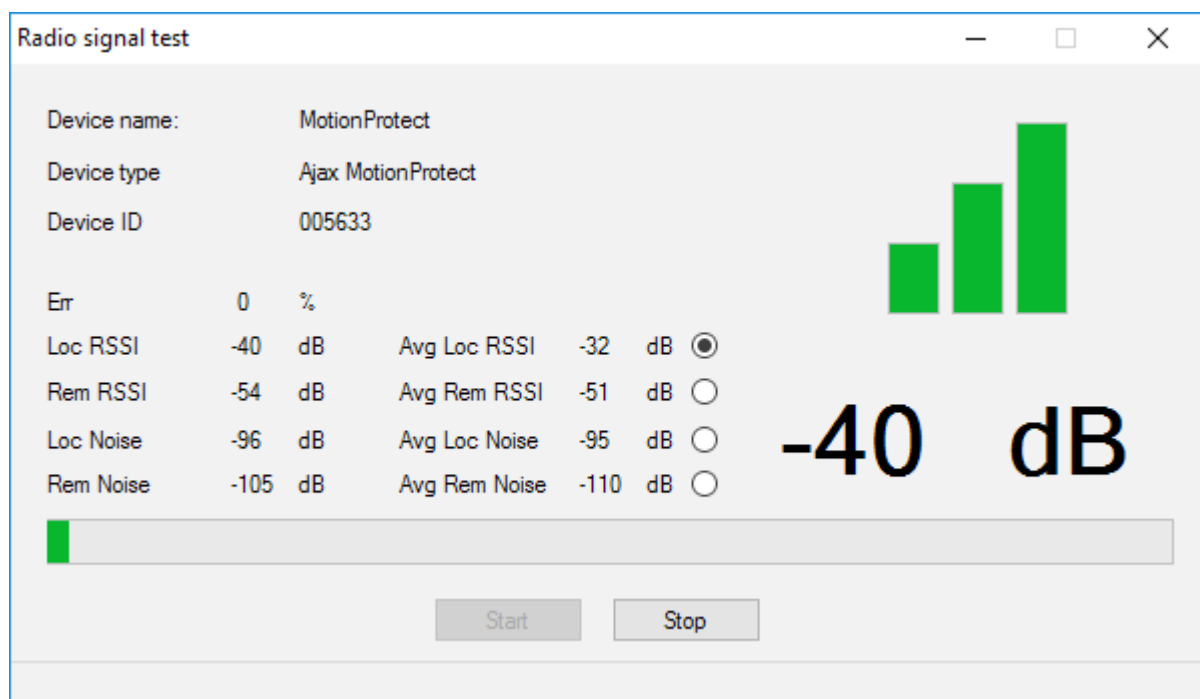 Radio signal test
Device name: MotionProtect
Device type Ajax MotionProtect
Device ID 005633
Err 0 %
Loc RSSI -40 dB Avg Loc RSSI -32 dB
Rem RSSI -54 dB Avg Rem RSSI -51 dB
Loc Noise -96 dB Avg Loc Noise -95 dB
Rem Noise -105 dB Avg Rem Noise -110 dB
-40 dB
Start Stop